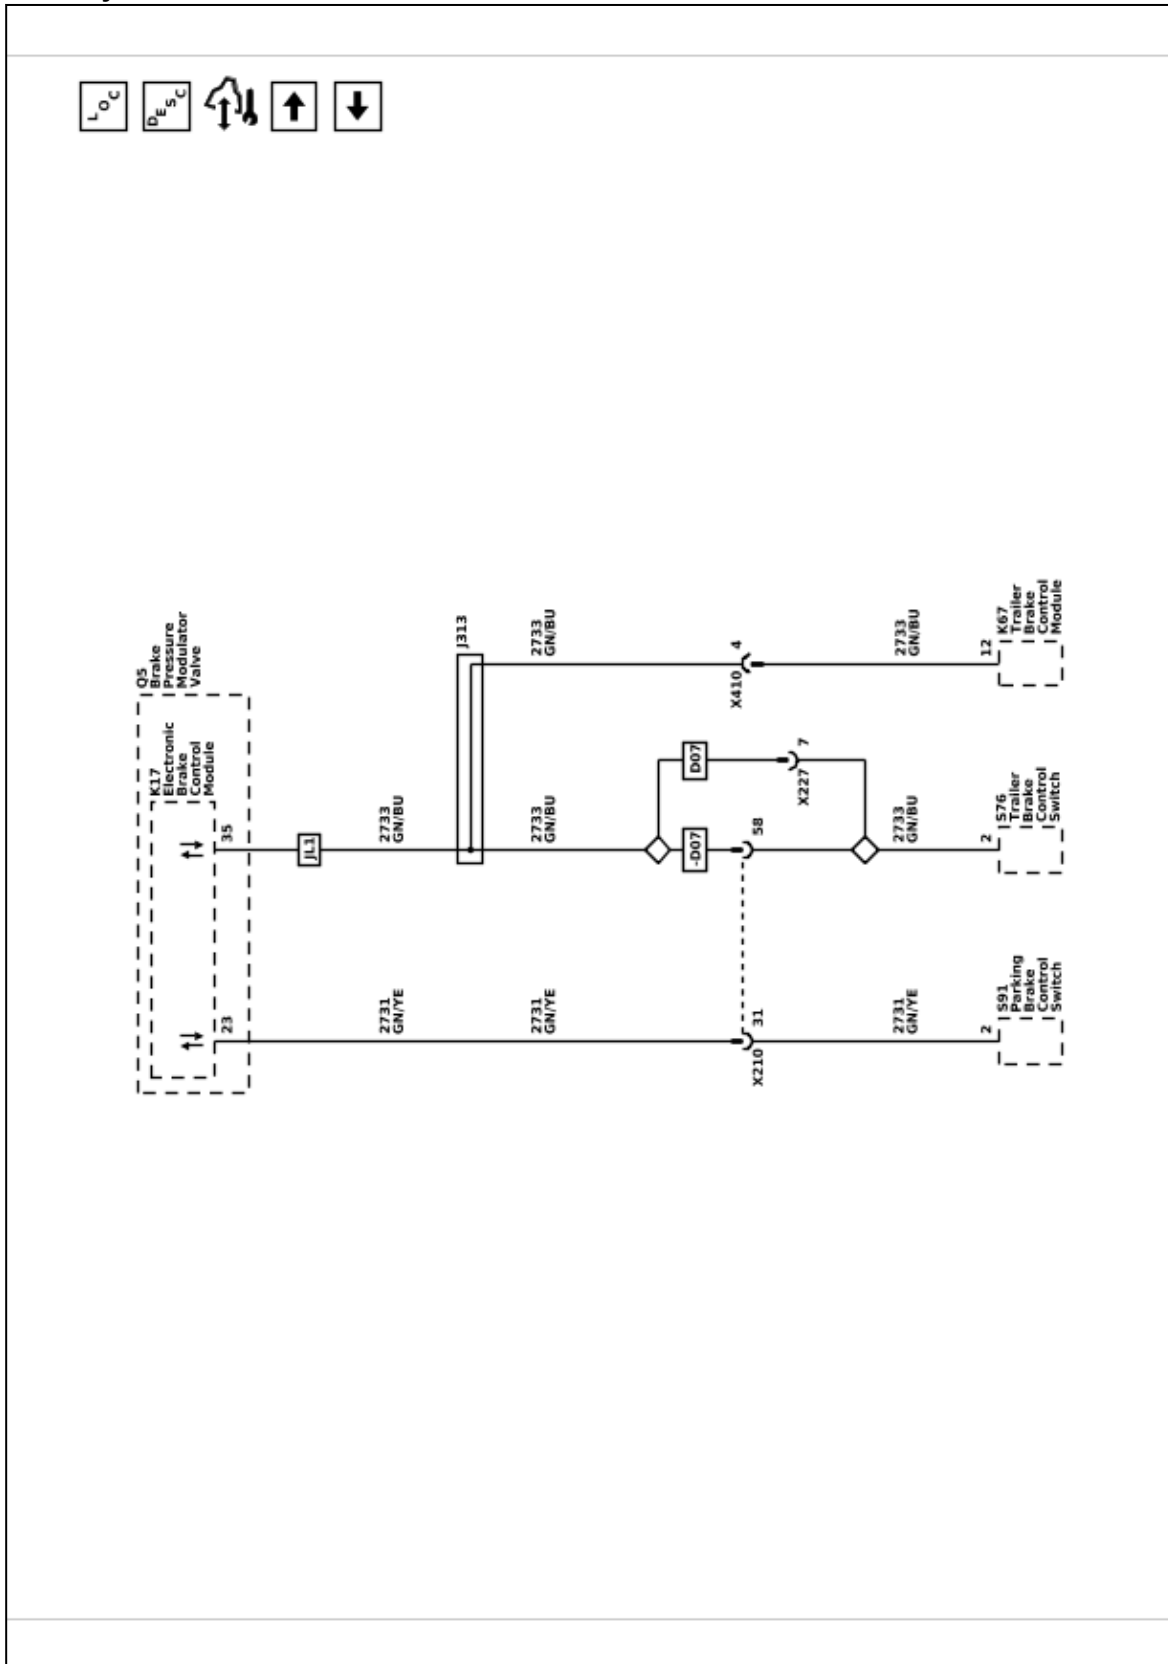 LOC
DESC
Q5
Brake
Pressure
Modulator
Valve
K17
Electronic
Brake
Control
Module
23
35
JL1
2731
GN/YE
2733
GN/BU
J313
2731
GN/YE
2733
GN/BU
2733
GN/BU
-D07
D07
X210
31
58
X227
7
X410
4
2731
GN/YE
2733
GN/BU
2733
GN/BU
2
S91
Parking
Brake
Control
Switch
2
S76
Trailer
Brake
Control
Switch
12
K67
Trailer
Brake
Control
Module